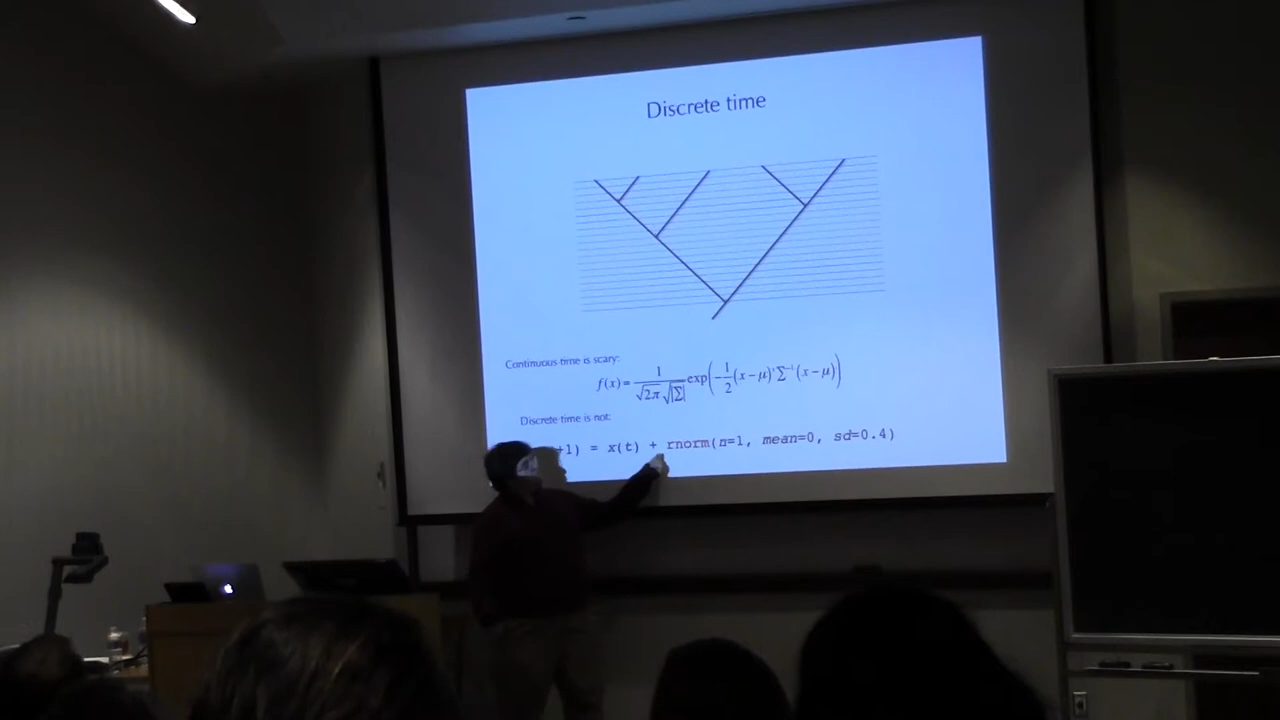 Discrete time
Continuous time is scary:
f(x) = 1/√2π √|Σ| exp(−1/2 (x−μ)' Σ⁻¹ (x−μ))
Discrete time is not:
+1) = x(t) + rnorm(n=1, mean=0, sd=0.4)